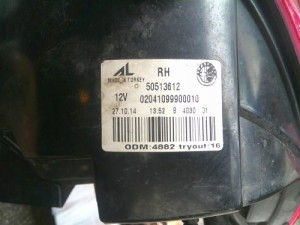 AL RH
MADE IN TURKEY
50513612
12V 02041099900010
27.10.14 19:52 B 4030 01
ODM:4882 tryout:16